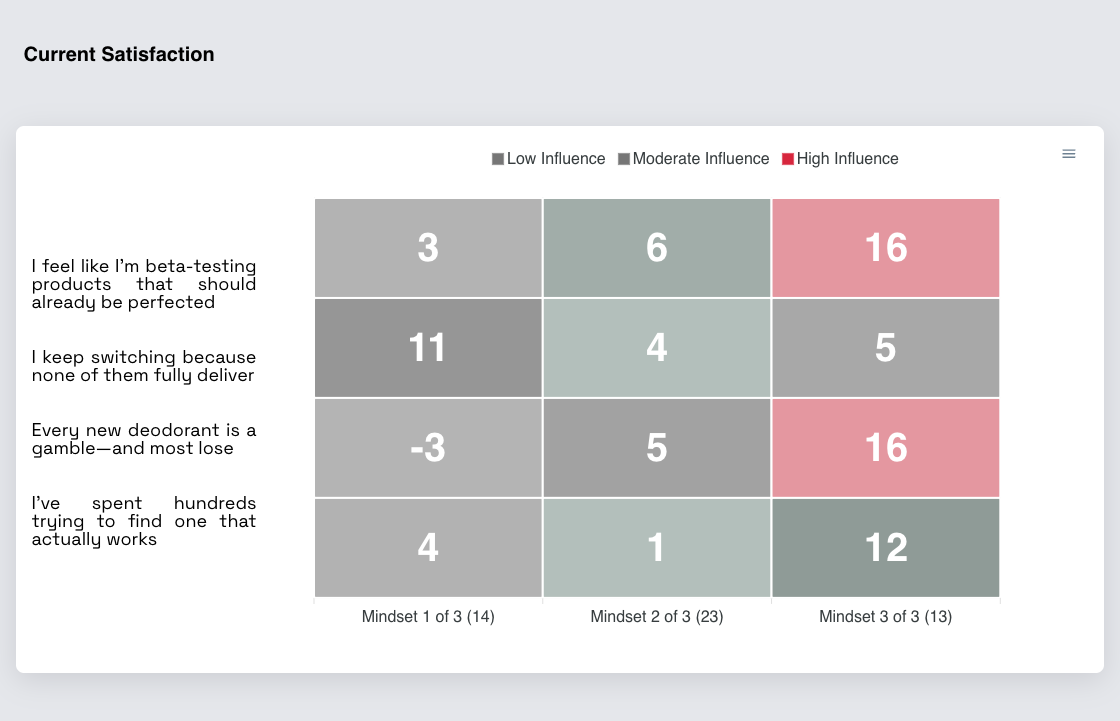 Current Satisfaction
Low Influence Moderate Influence High Influence
I feel like I'm beta-testing
products that should
already be perfected
3 6 16
I keep switching because
none of them fully deliver
11 4 5
Every new deodorant is a
gamble—and most lose
-3 5 16
I've spent hundreds
trying to find one that
actually works
4 1 12
Mindset 1 of 3 (14) Mindset 2 of 3 (23) Mindset 3 of 3 (13)